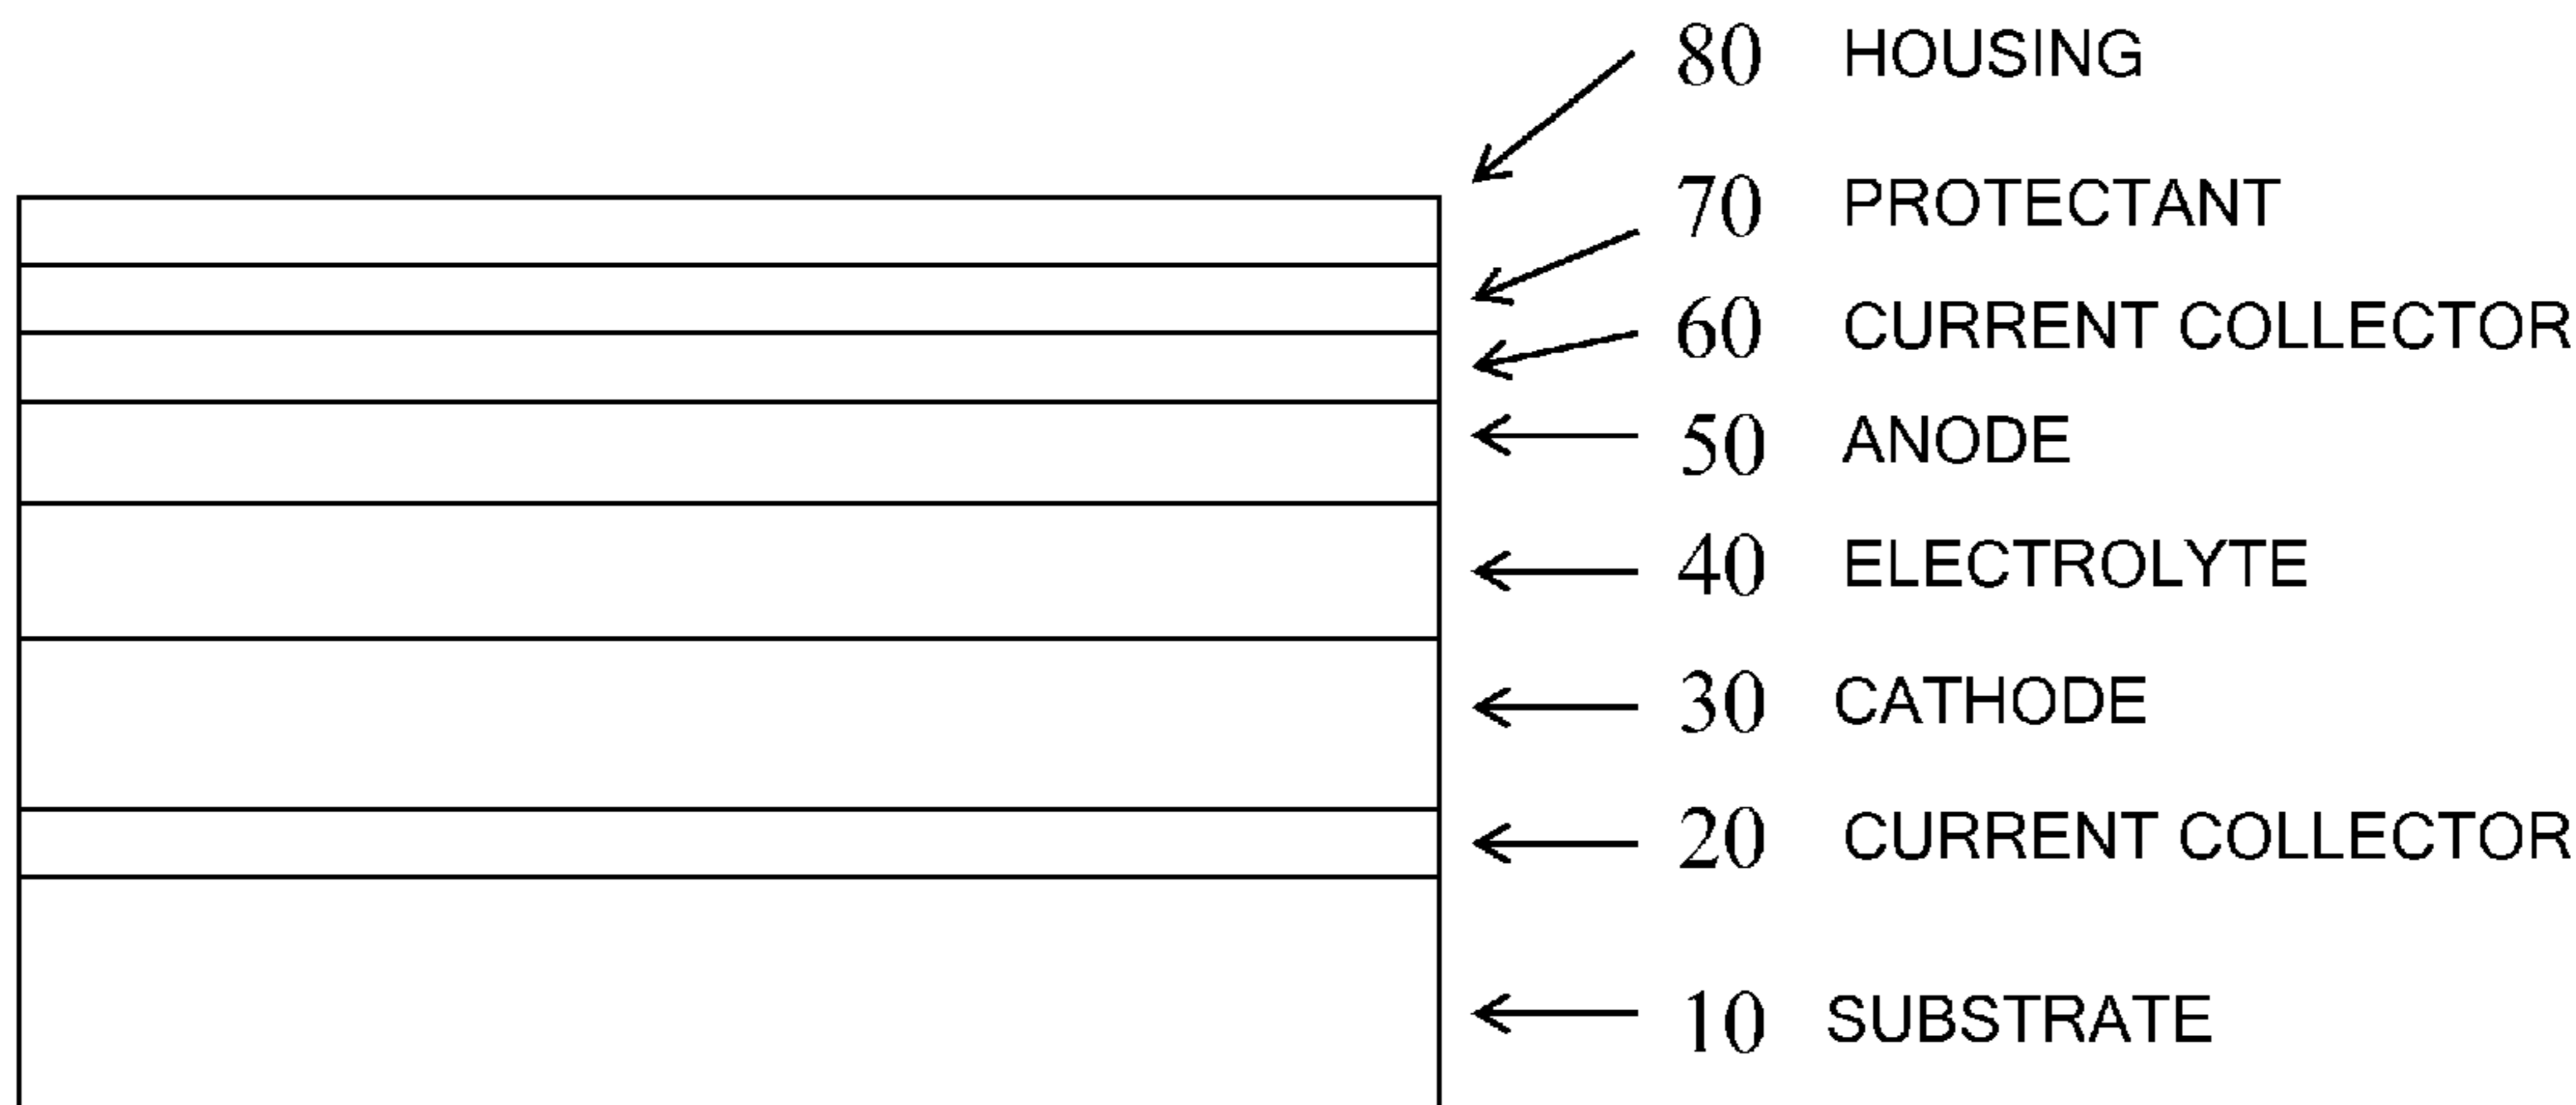 80 HOUSING
70 PROTECTANT
60 CURRENT COLLECTOR
50 ANODE
40 ELECTROLYTE
30 CATHODE
20 CURRENT COLLECTOR
10 SUBSTRATE